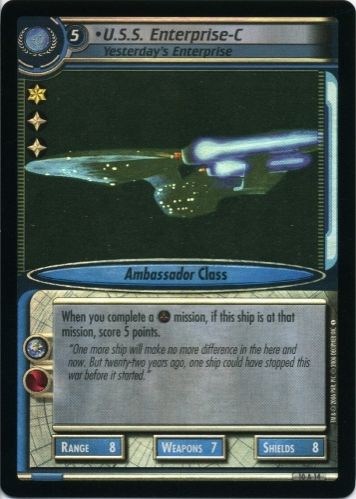 5
•U.S.S. Enterprise-C
Yesterday's Enterprise
Ambassador Class
When you complete a mission, if this ship is at that
mission, score 5 points.
"One more ship will make no more difference in the here and
now. But twenty-two years ago, one ship could have stopped this
war before it started."
RANGE 8
WEAPONS 7
SHIELDS 8
10 A 14